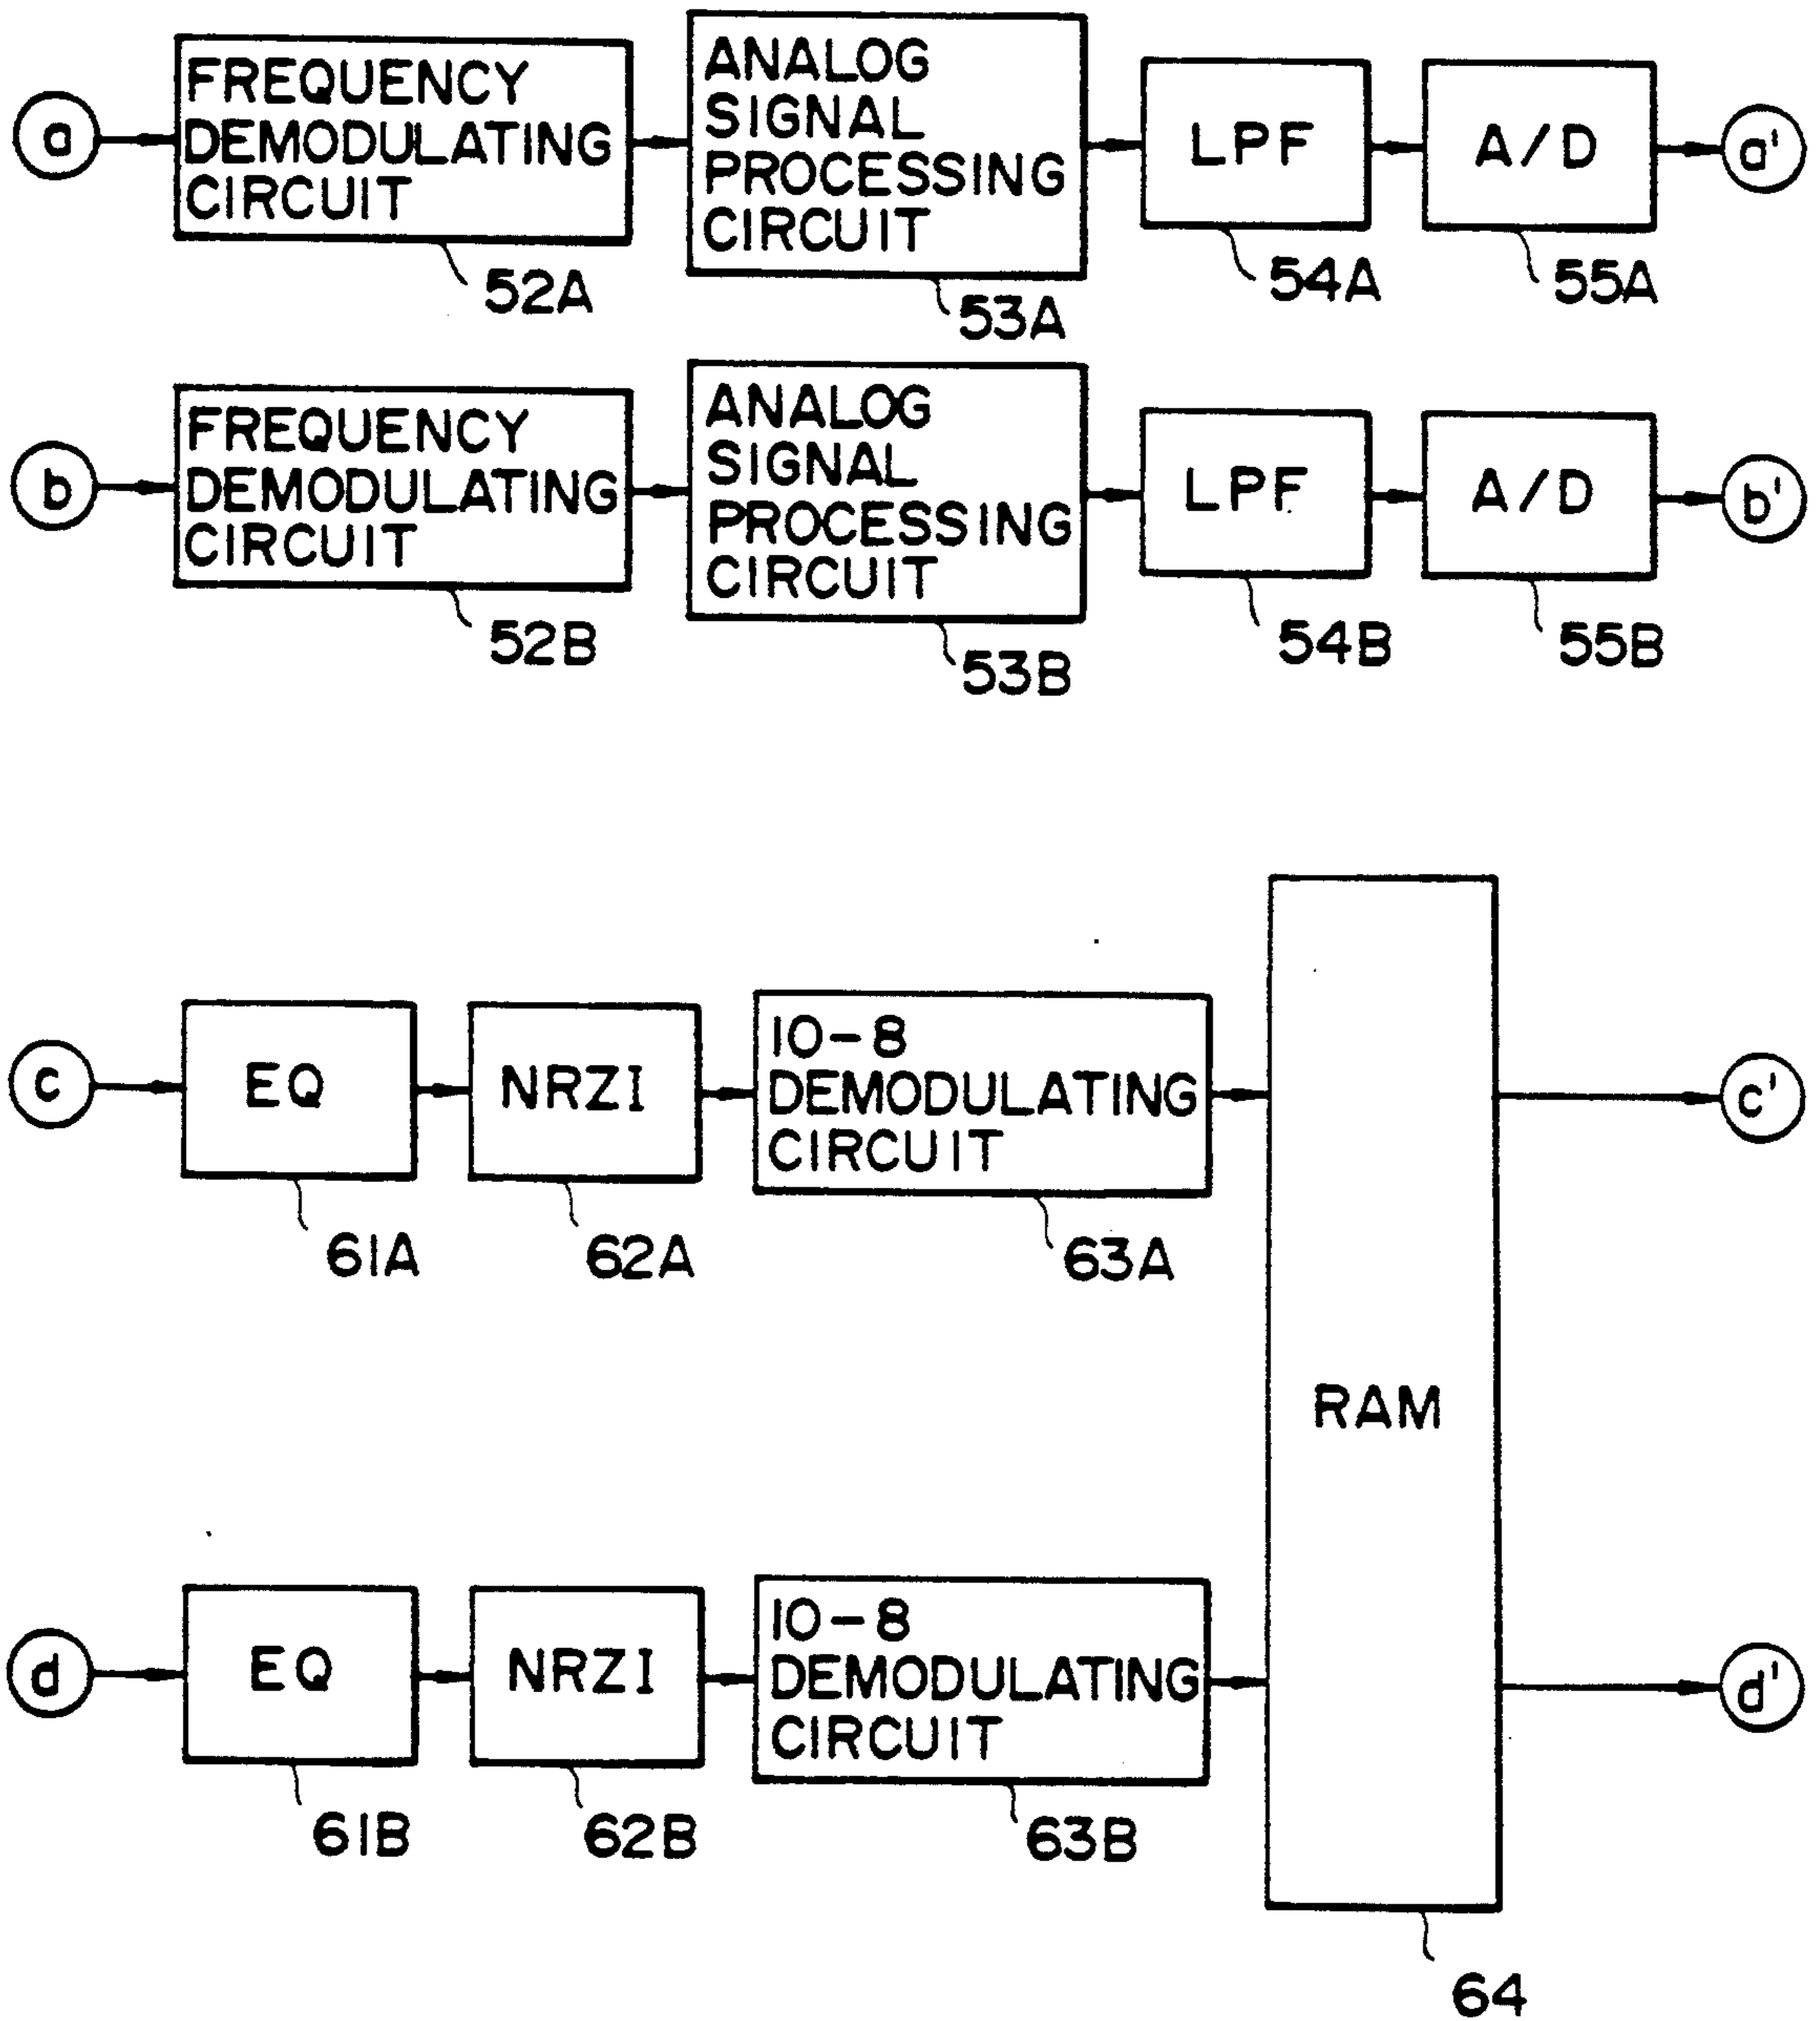 a
FREQUENCY
DEMODULATING
CIRCUIT
52A
ANALOG
SIGNAL
PROCESSING
CIRCUIT
53A
LPF
54A
A/D
55A
a'
b
FREQUENCY
DEMODULATING
CIRCUIT
52B
ANALOG
SIGNAL
PROCESSING
CIRCUIT
53B
LPF
54B
A/D
55B
b'
c
EQ
61A
NRZI
62A
10-8
DEMODULATING
CIRCUIT
63A
RAM
64
c'
d
EQ
61B
NRZI
62B
10-8
DEMODULATING
CIRCUIT
63B
d'